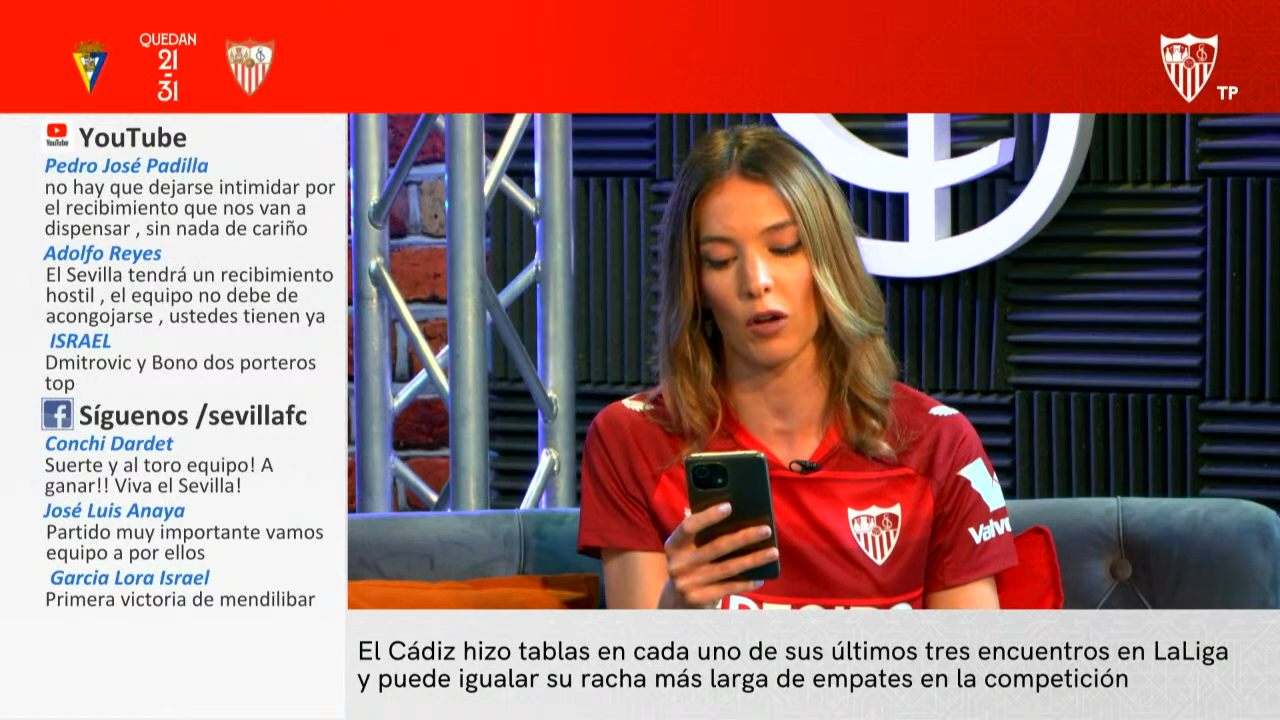 QUEDAN
21
-
31
TP
YouTube
YouTube
Pedro José Padilla
no hay que dejarse intimidar por
el recibimiento que nos van a
dispensar , sin nada de cariño
Adolfo Reyes
El Sevilla tendrá un recibimiento
hostil , el equipo no debe de
acongojarse , ustedes tienen ya
ISRAEL
Dmitrovic y Bono dos porteros
top
Síguenos /sevillafc
Conchi Dardet
Suerte y al toro equipo! A
ganar!! Viva el Sevilla!
José Luis Anaya
Partido muy importante vamos
equipo a por ellos
Garcia Lora Israel
Primera victoria de mendilibar
El Cádiz hizo tablas en cada uno de sus últimos tres encuentros en LaLiga
y puede igualar su racha más larga de empates en la competición